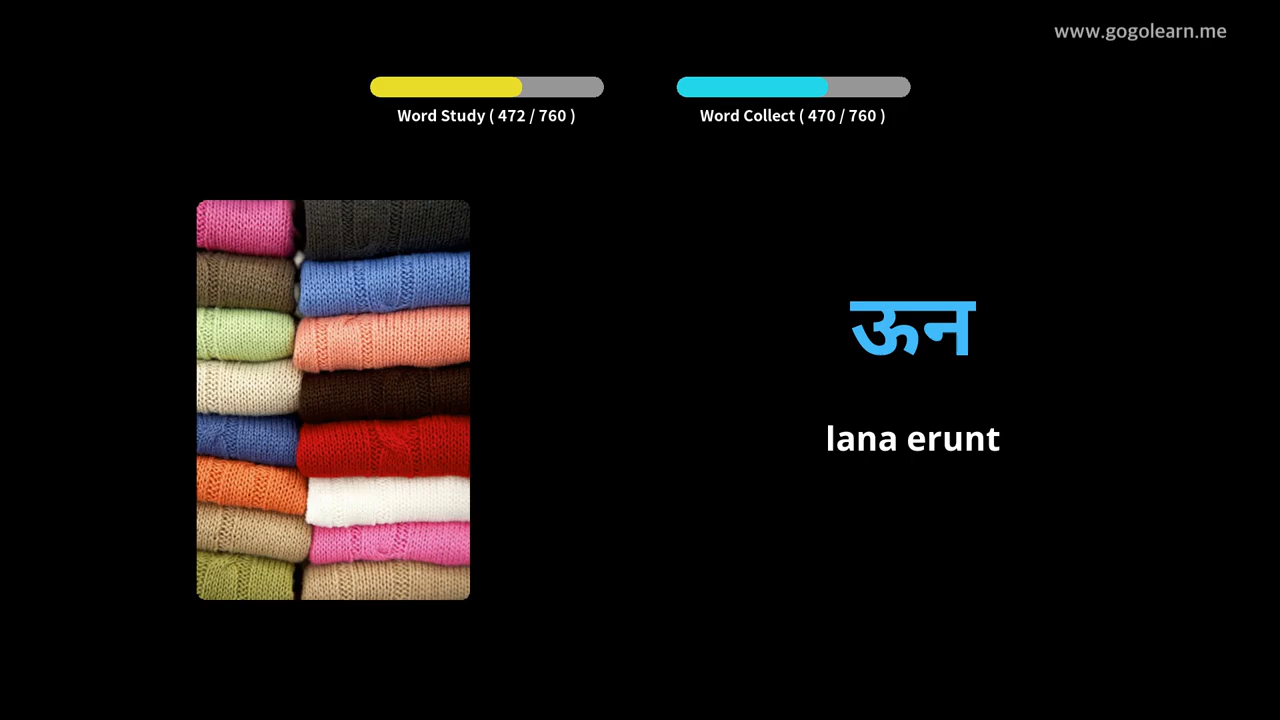 www.gogolearn.me
Word Study ( 472 / 760 )
Word Collect ( 470 / 760 )
ऊन
lana erunt